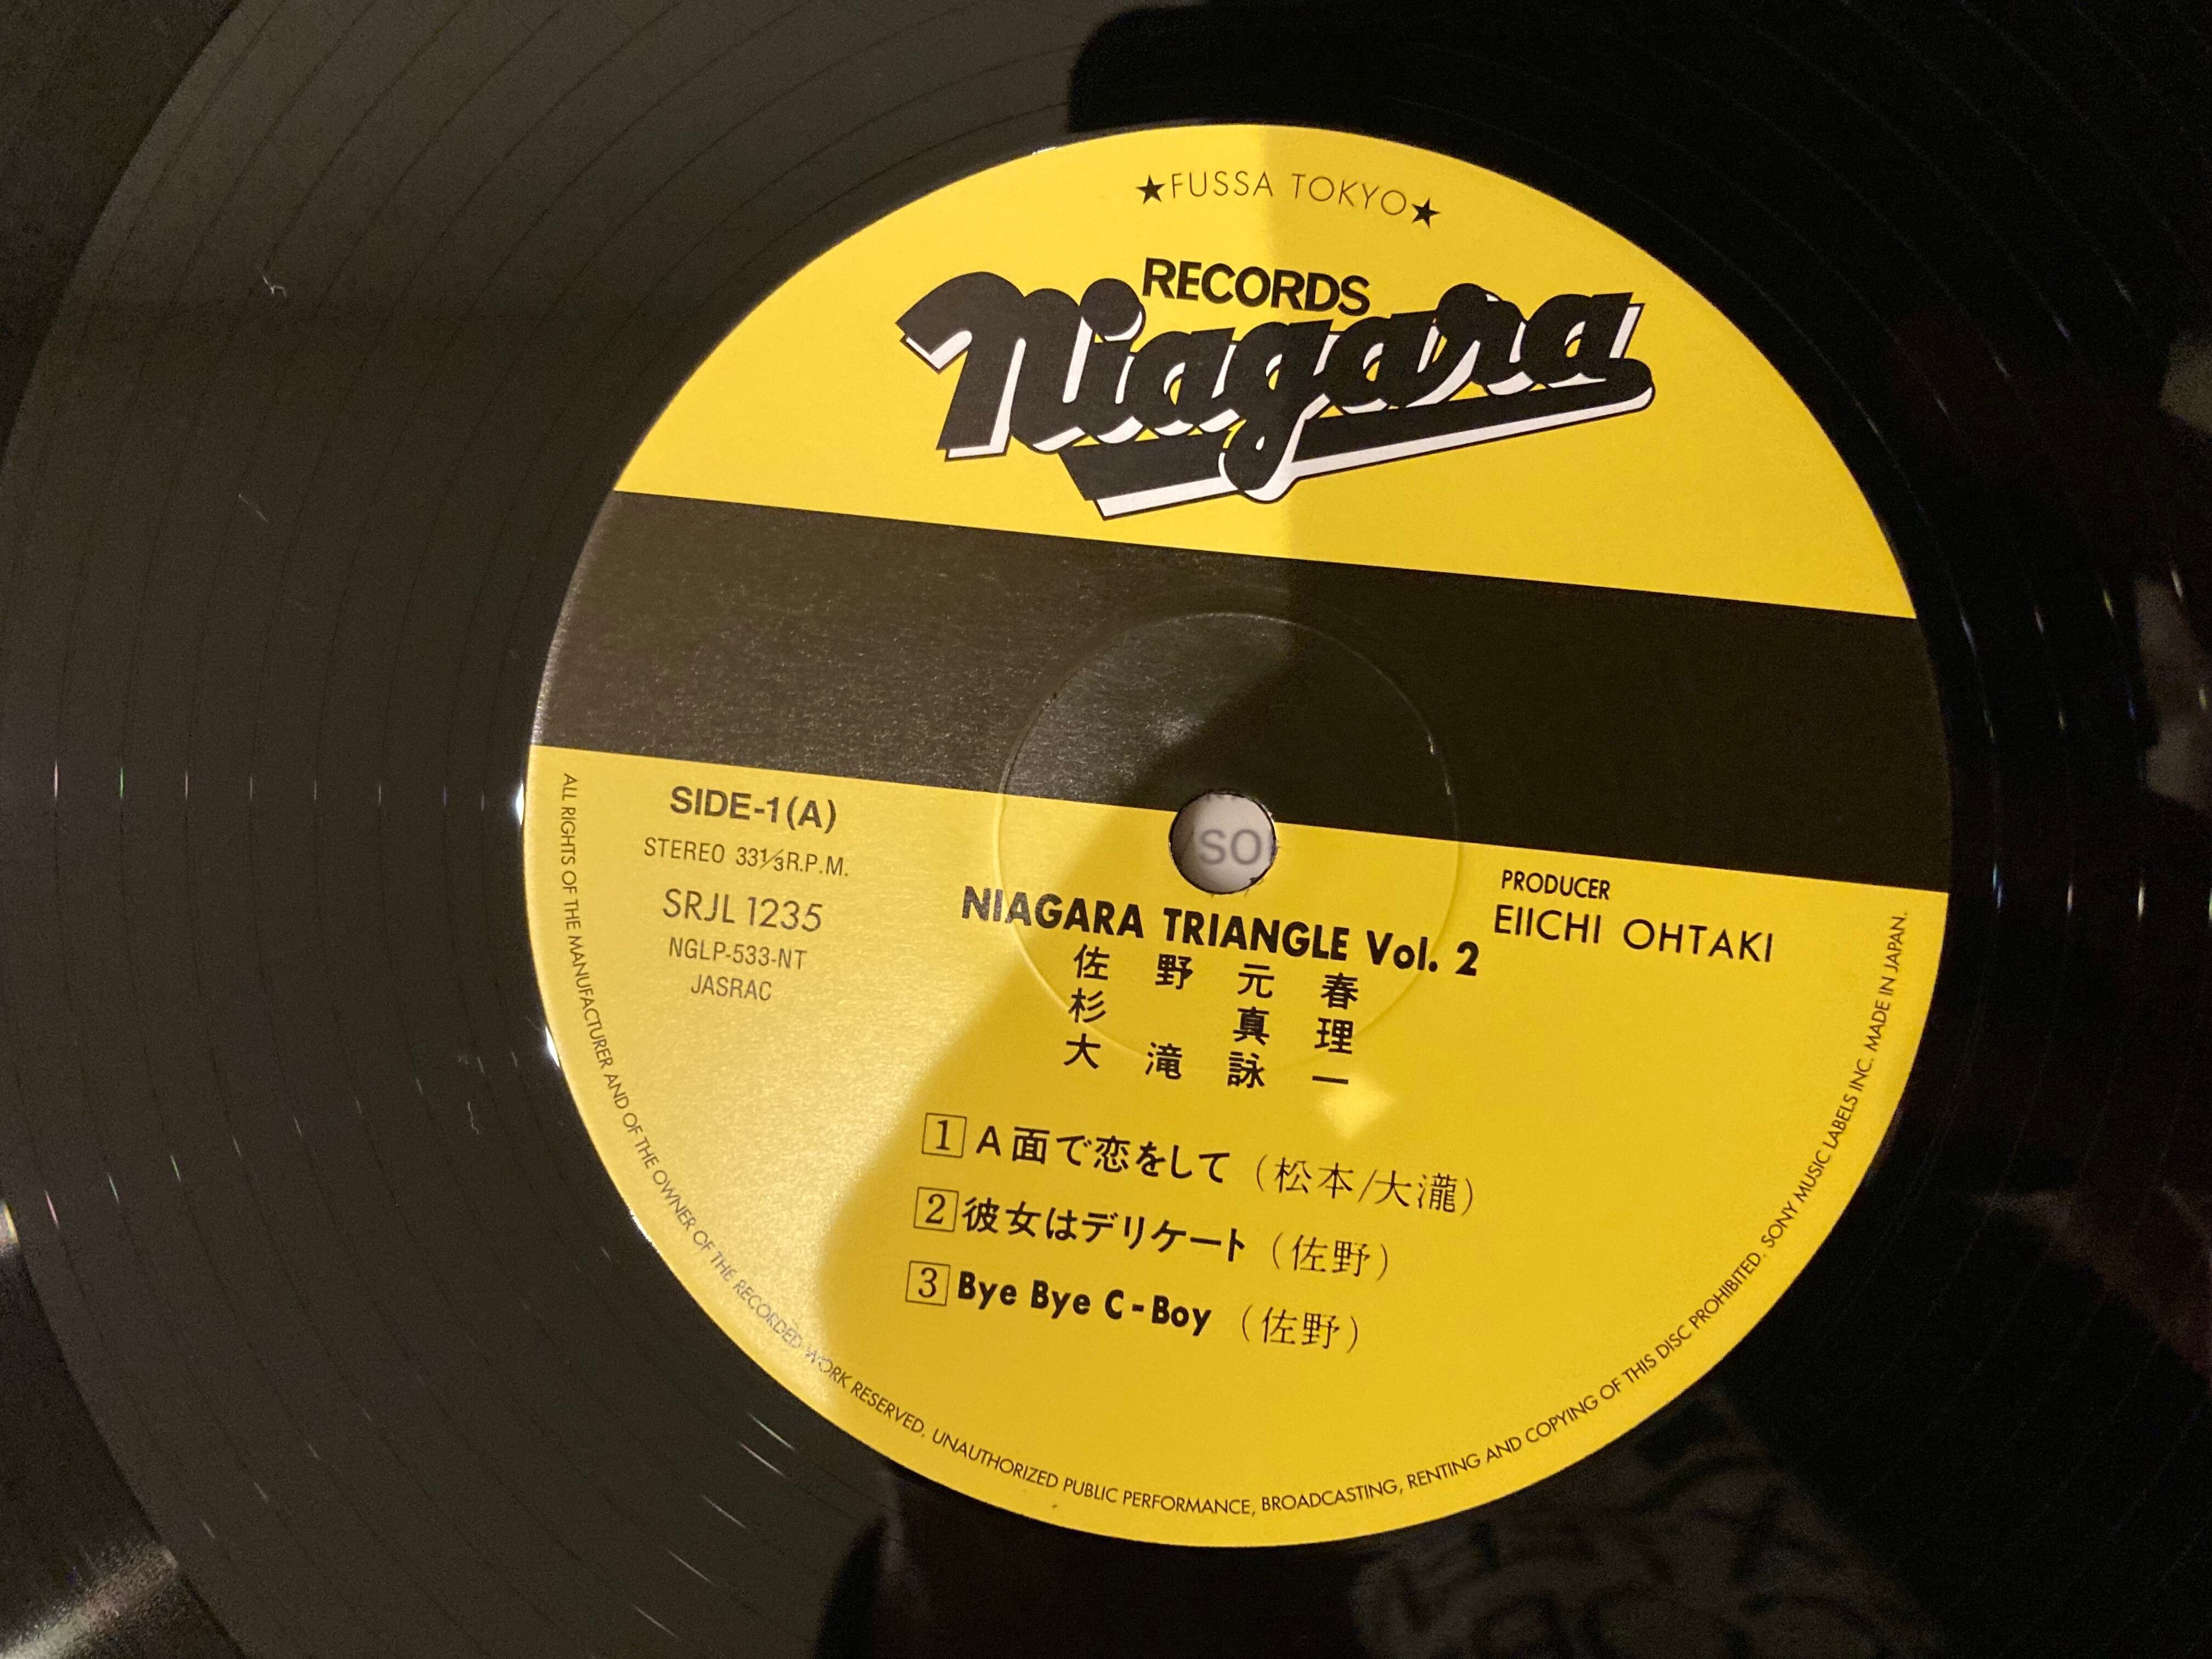 ★FUSSA TOKYO★
RECORDS
Niagara
SIDE-1(A)
STEREO 33⅓R.P.M.
SRJL 1235
NGLP-533-NT
JASRAC
SO
PRODUCER
EIICHI OHTAKI
NIAGARA TRIANGLE Vol. 2
佐野元春
杉真理
大滝詠一
1 A面で恋をして (松本/大瀧)
2 彼女はデリケート (佐野)
3 Bye Bye C-Boy (佐野)
ALL RIGHTS OF THE MANUFACTURER AND OF THE OWNER OF THE RECORDED WORK RESERVED. UNAUTHORIZED PUBLIC PERFORMANCE, BROADCASTING, RENTING AND COPYING OF THIS DISC PROHIBITED. SONY MUSIC LABELS INC. MADE IN JAPAN.